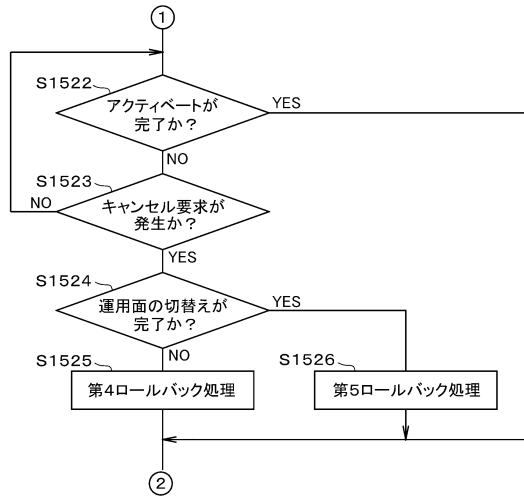 1
S1522
アクティベートが
完了か？
YES
NO
S1523
キャンセル要求が
発生か？
NO
YES
S1524
運用面の切替えが
完了か？
YES
NO
S1525
第4ロールバック処理
S1526
第5ロールバック処理
2